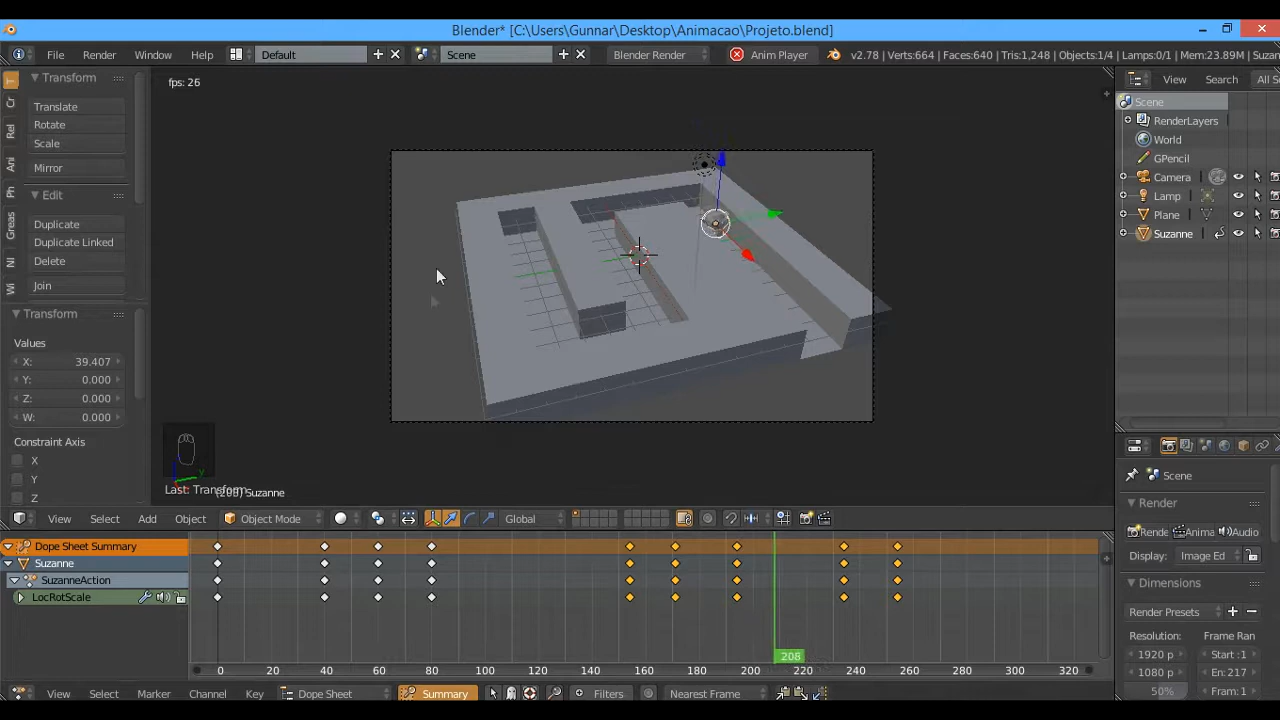 Blender* [C:\Users\Gunnar\Desktop\Animacao\Projeto.blend]
File Render Window Help Default Scene Blender Render Anim Player v2.78 | Verts:664 | Faces:640 | Tris:1,248 | Objects:1/4 | Lamps:0/1 | Mem:23.89M | Suzan
Transform
Translate
Rotate
Scale
Mirror
Edit
Duplicate
Duplicate Linked
Delete
Join
Rel
Ani
Ph
Greas
Transform
Values
X: 39.407
Y: 0.000
Z: 0.000
W: 0.000
Constraint Axis
X
Y
Z
fps: 26
Last: Transform
(208) Suzanne
View Search All S
Scene
RenderLayers
World
GPencil
Camera
Lamp
Plane
Suzanne
View Select Add Object Object Mode Global
Dope Sheet Summary
Suzanne
SuzanneAction
LocRotScale
208
0 20 40 60 80 100 120 140 160 180 200 220 240 260 280 300 320
View Select Marker Channel Key Dope Sheet Summary Filters Nearest Frame
Scene
Render
Rende Anima Audio
Display: Image Ed
Dimensions
Render Presets
Resolution: Frame Ran
1920 p Start :1
1080 p En: 217
50% Fram: 1